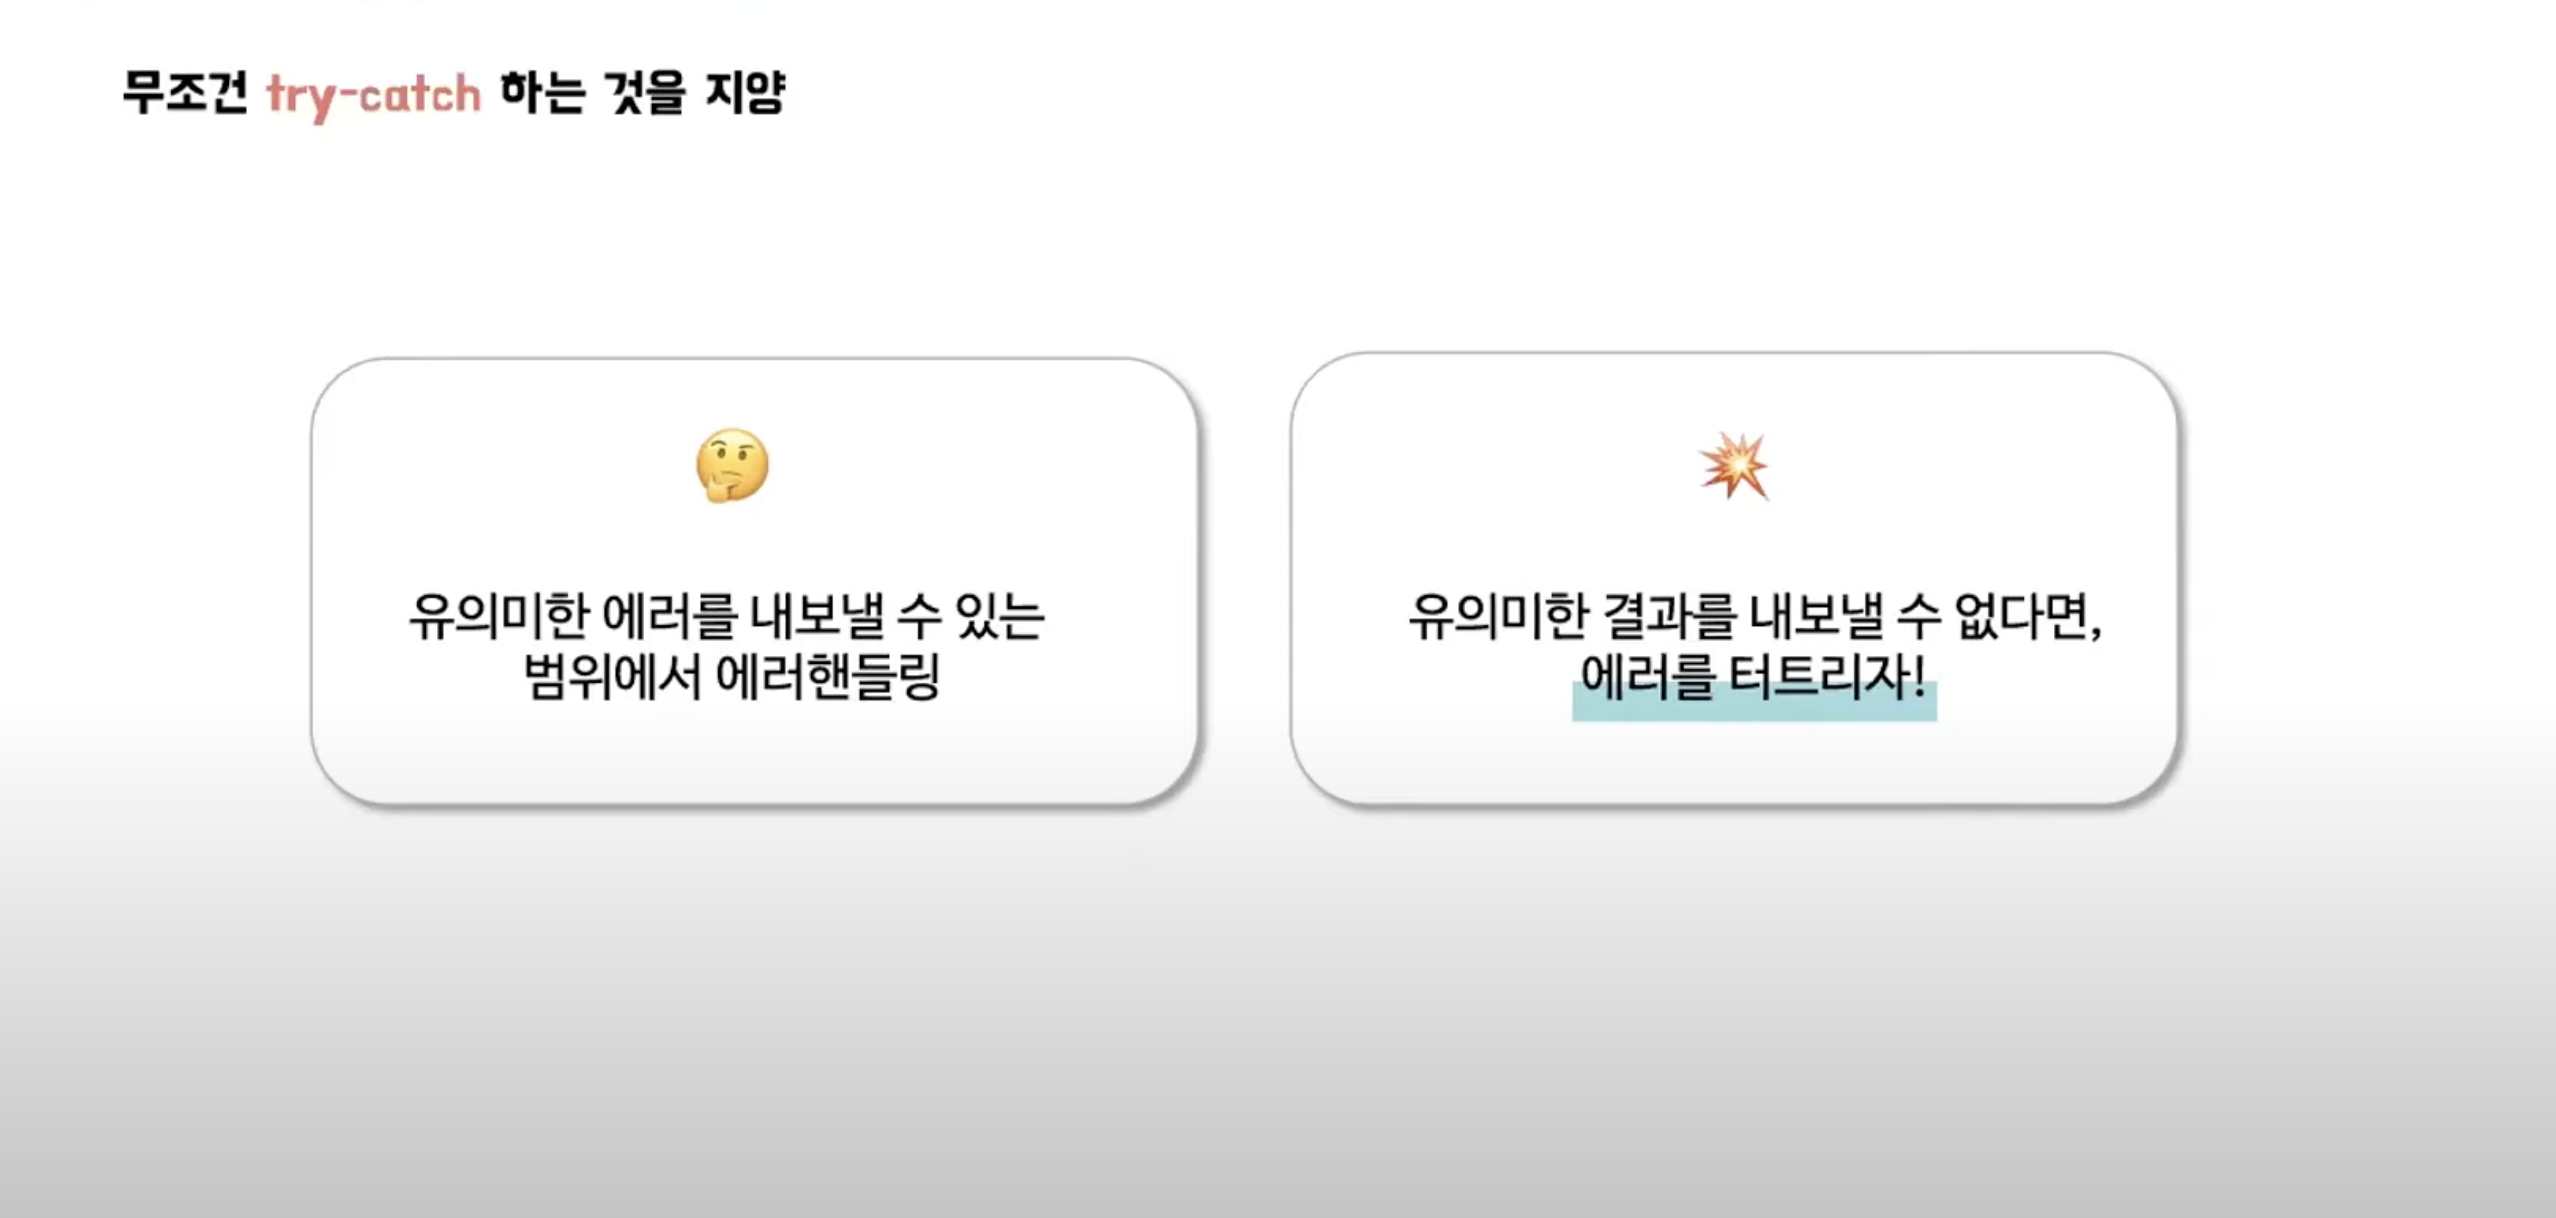 무조건 try-catch 하는 것을 지양
유의미한 에러를 내보낼 수 있는
범위에서 에러핸들링
유의미한 결과를 내보낼 수 없다면,
에러를 터트리자!